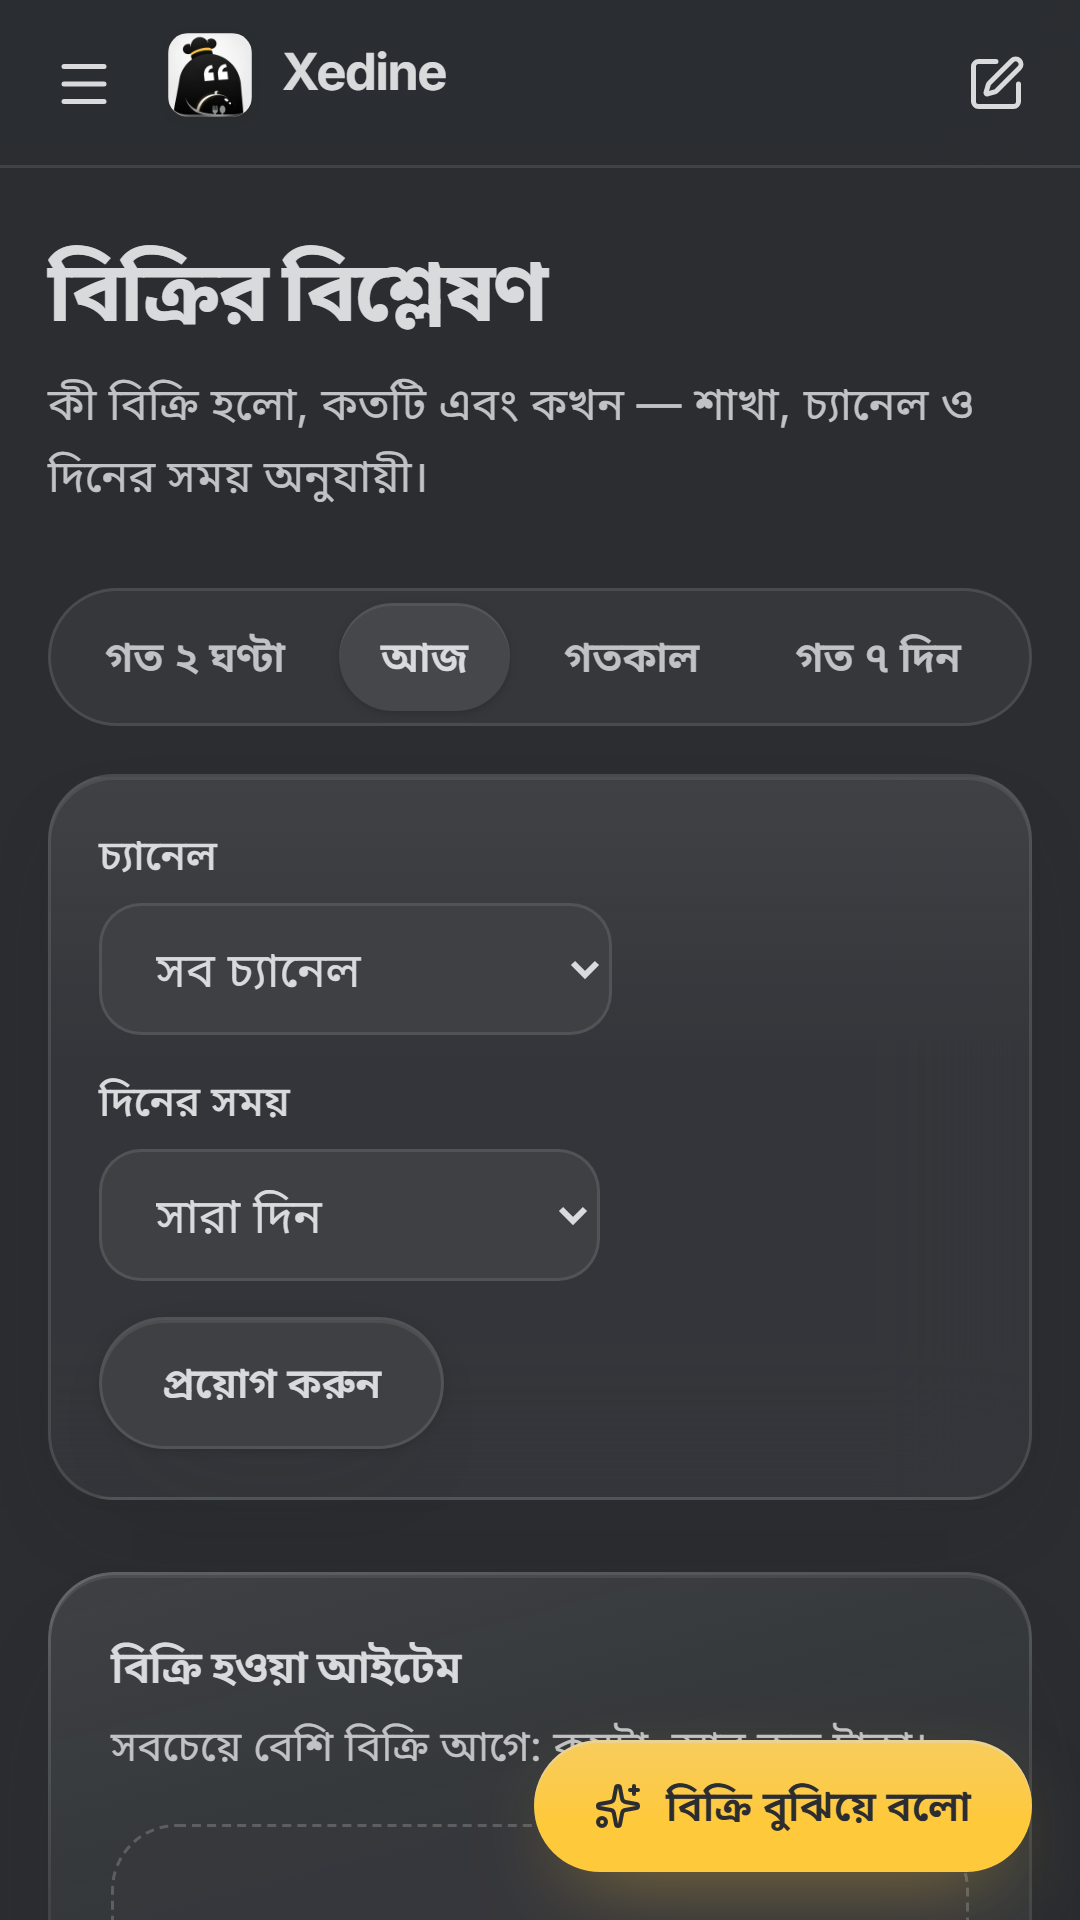 Xedine
বিক্রির বিশ্লেষণ
কী বিক্রি হলো, কতটি এবং কখন — শাখা, চ্যানেল ও
দিনের সময় অনুযায়ী।
গত ২ ঘণ্টা
আজ
গতকাল
গত ৭ দিন
চ্যানেল
সব চ্যানেল
দিনের সময়
সারা দিন
প্রয়োগ করুন
বিক্রি হওয়া আইটেম
সবচেয়ে বেশি বিক্রি আগে:
বিক্রি বুঝিয়ে বলো